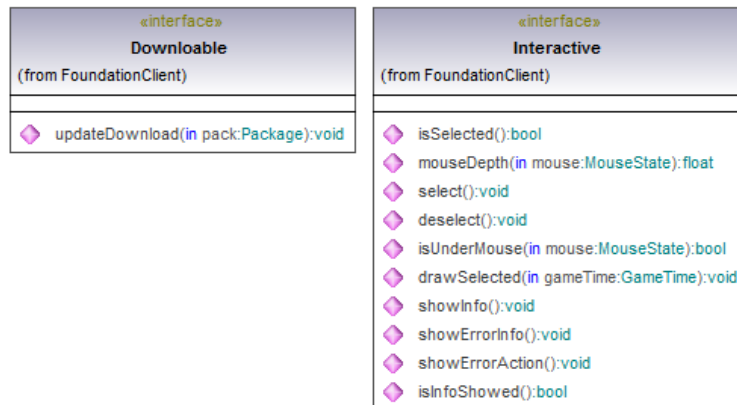 «interface»
Downloable
(from FoundationClient)
updateDownload(in pack:Package):void
«interface»
Interactive
(from FoundationClient)
isSelected():bool
mouseDepth(in mouse:MouseState):float
select():void
deselect():void
isUnderMouse(in mouse:MouseState):bool
drawSelected(in gameTime:GameTime):void
showInfo():void
showErrorInfo():void
showErrorAction():void
isInfoShowed():bool